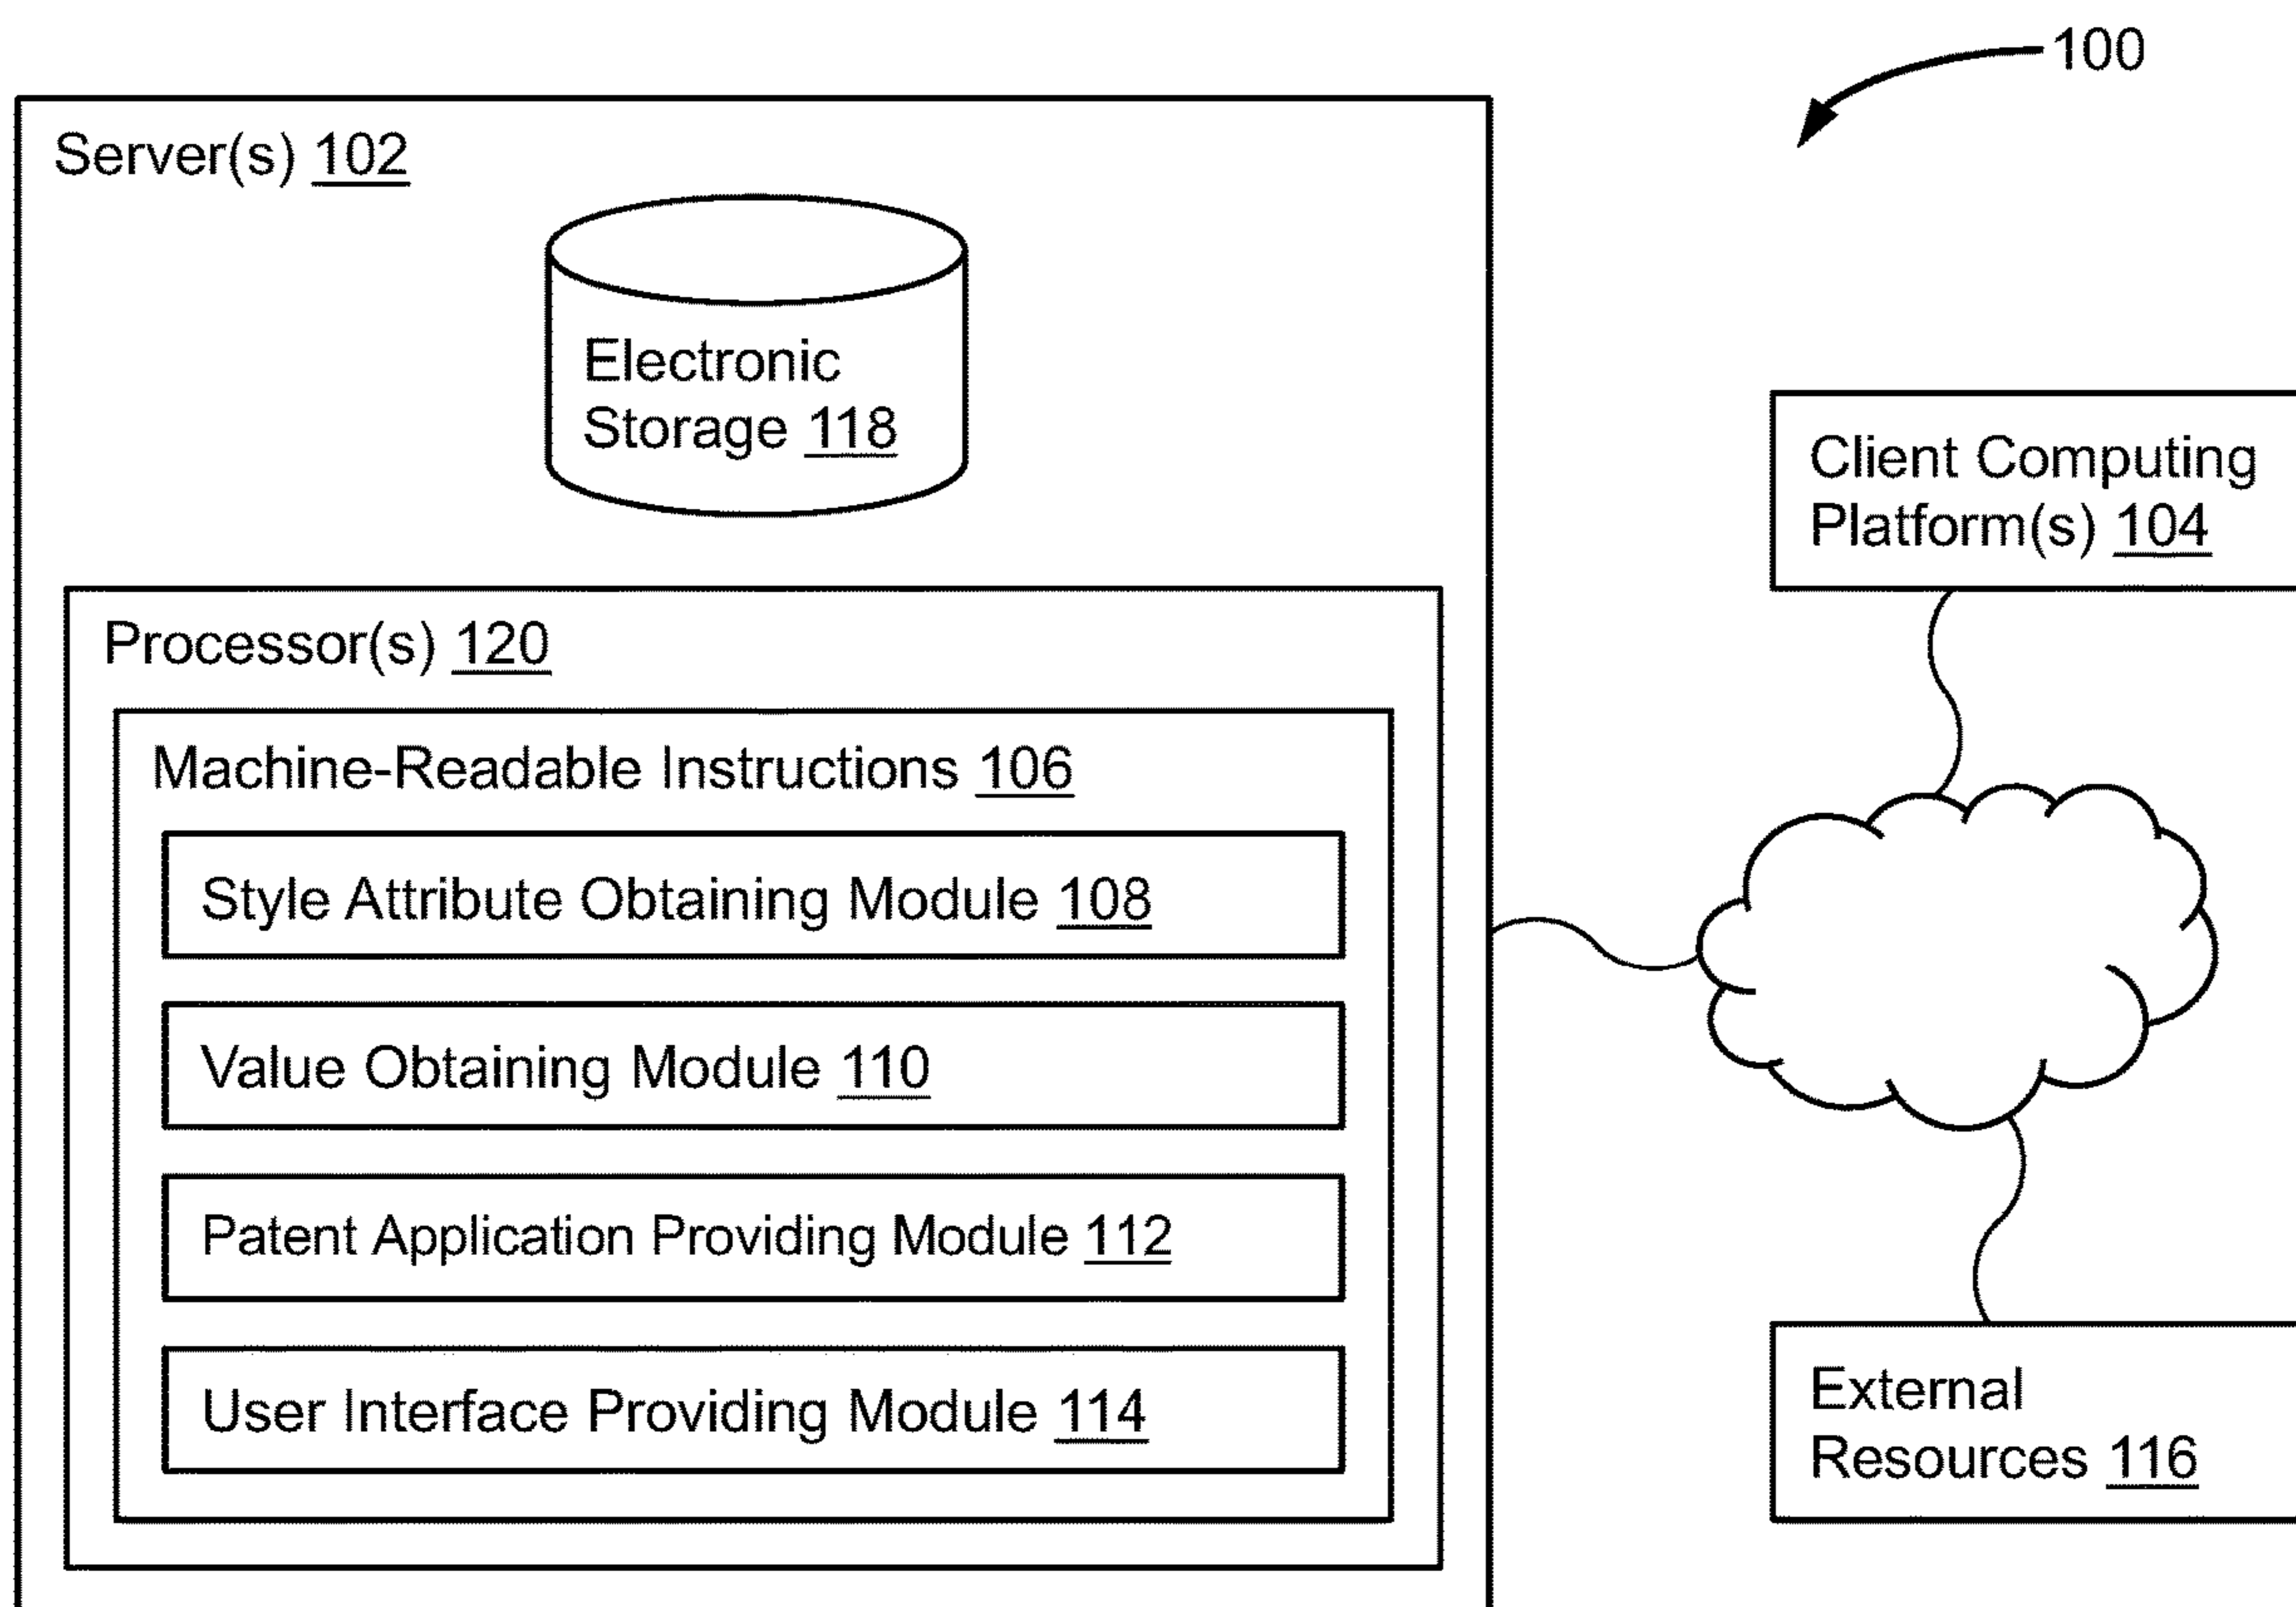 100
Server(s) 102
Electronic
Storage 118
Client Computing
Platform(s) 104
Processor(s) 120
Machine-Readable Instructions 106
Style Attribute Obtaining Module 108
Value Obtaining Module 110
Patent Application Providing Module 112
User Interface Providing Module 114
External
Resources 116